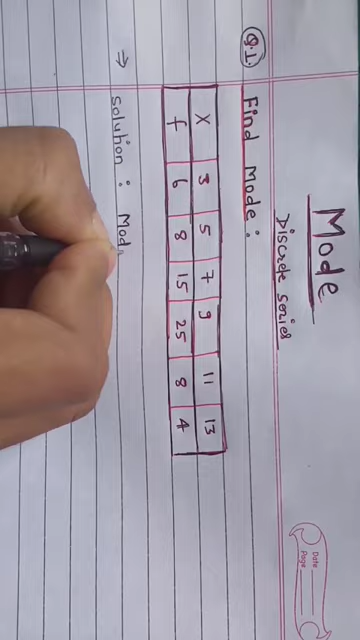 Mode
Discrete series
Date
Page
Q.1. Find Mode :
X 3 5 7 9 11 13
f 6 8 15 25 8 4
⇒ Solution : Mod